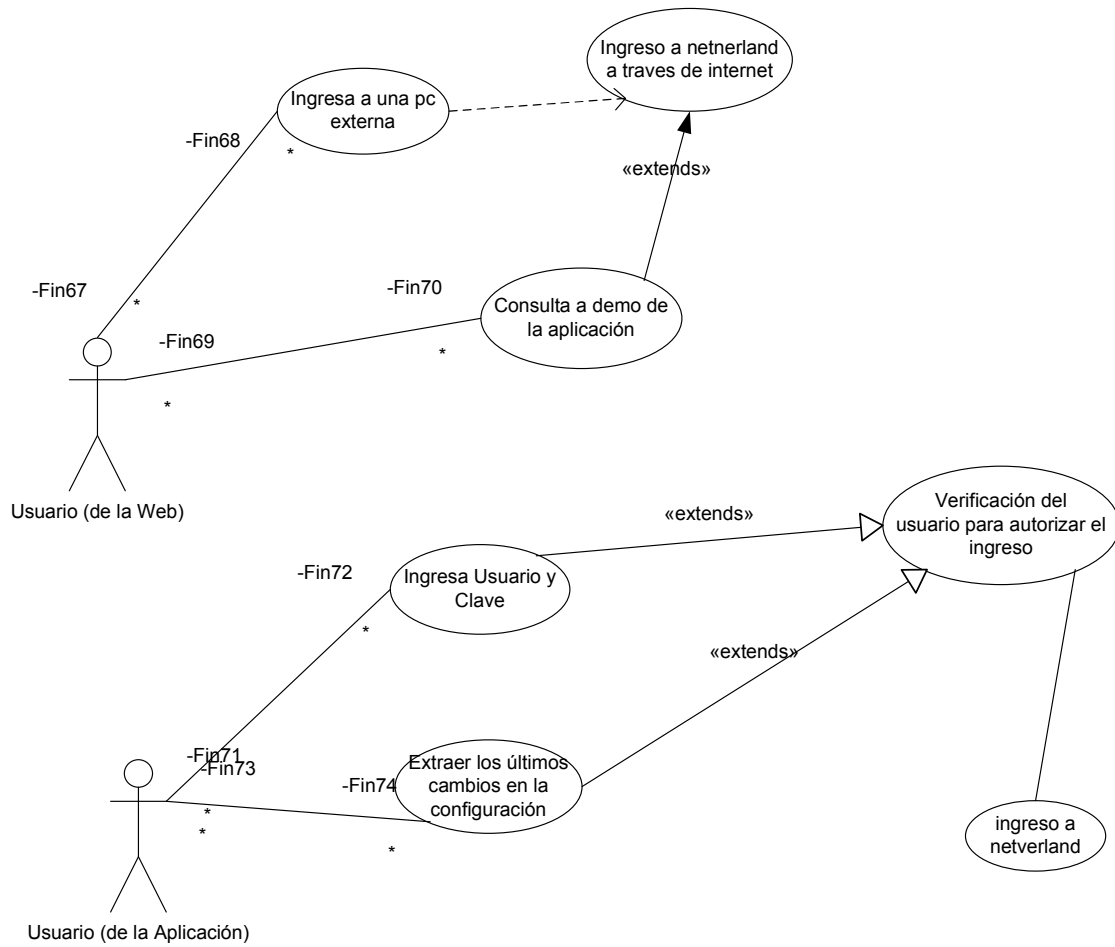 Ingreso a netnerland
a traves de internet
Ingresa a una pc
externa
-Fin68
*
«extends»
-Fin67
*
-Fin70
*
Consulta a demo de
la aplicación
-Fin69
*
Usuario (de la Web)
Verificación del
usuario para autorizar el
ingreso
«extends»
-Fin72
*
Ingresa Usuario y
Clave
«extends»
-Fin71
-Fin73
*
*
-Fin74
*
Extraer los últimos
cambios en la
configuración
ingreso a
netverland
Usuario (de la Aplicación)